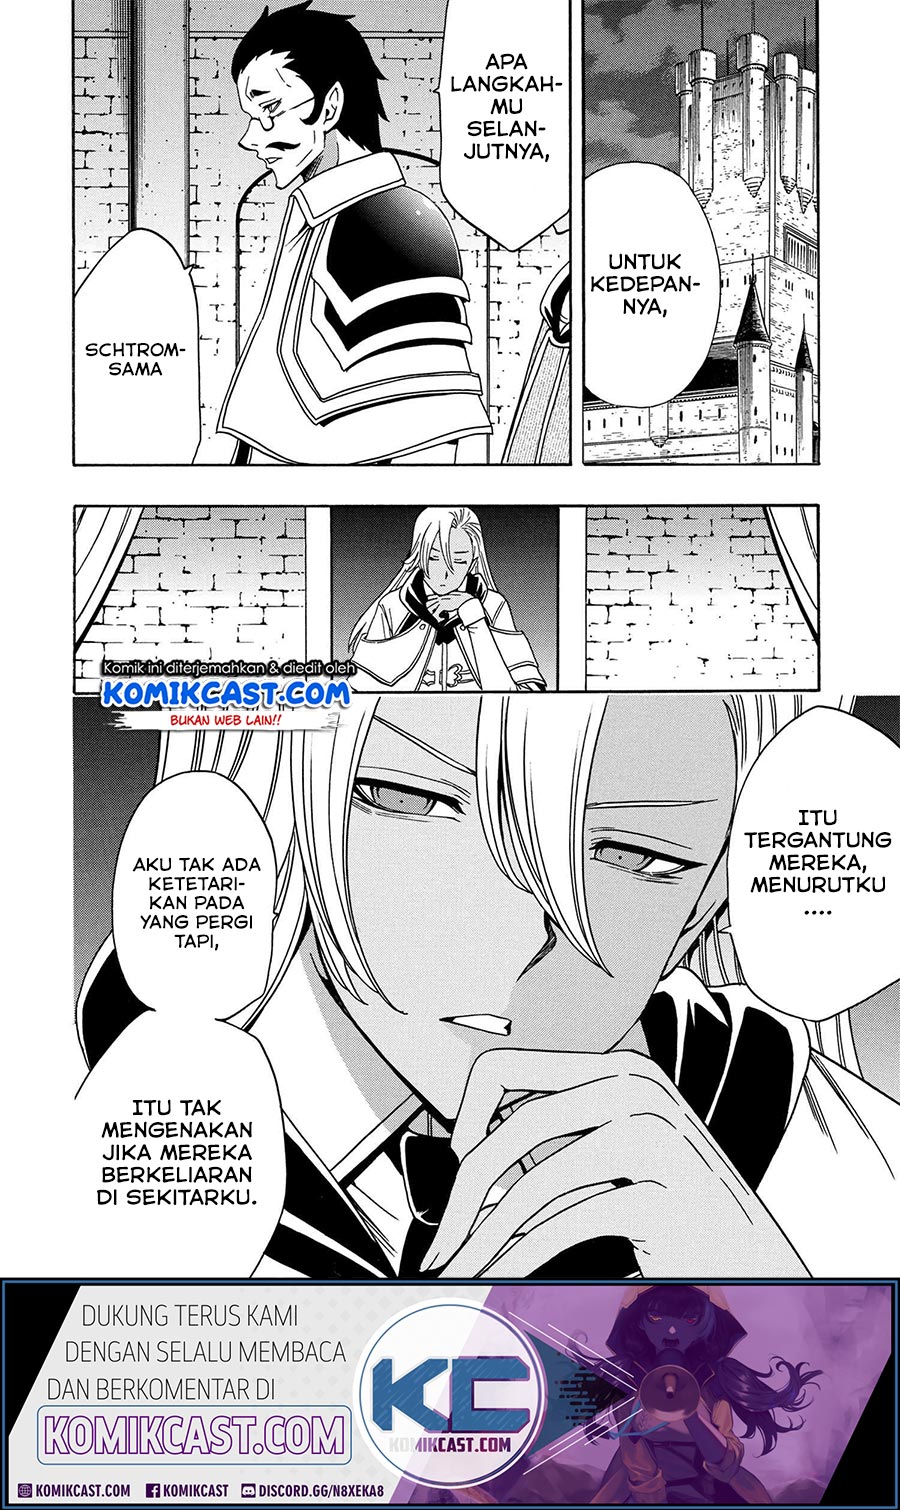 UNTUK
KEDEPAN-
NYA,
APA
LANGKAH-
MU
SELAN-
JUTNYA,
SCHTROM-
SAMA
Komik ini diterjemahkan & diedit oleh
KOMIKCAST.COM
BUKAN WEB LAIN!!
ITU
TERGANTUNG
MEREKA,
MENURUTKU
....
AKU TAK ADA
KETETARI-
KAN PADA
YANG PERGI
TAPI,
ITU TAK
MENGENAKAN
JIKA MEREKA
BERKELIARAN
DI SEKITARKU.
DUKUNG TERUS KAMI
DENGAN SELALU MEMBACA
DAN BERKOMENTAR DI
KOMIKCAST.COM
KC
KOMIKCAST.COM
KOMIKCAST.COM
KOMIKCAST
DISCORD.GG/N8XEKA8